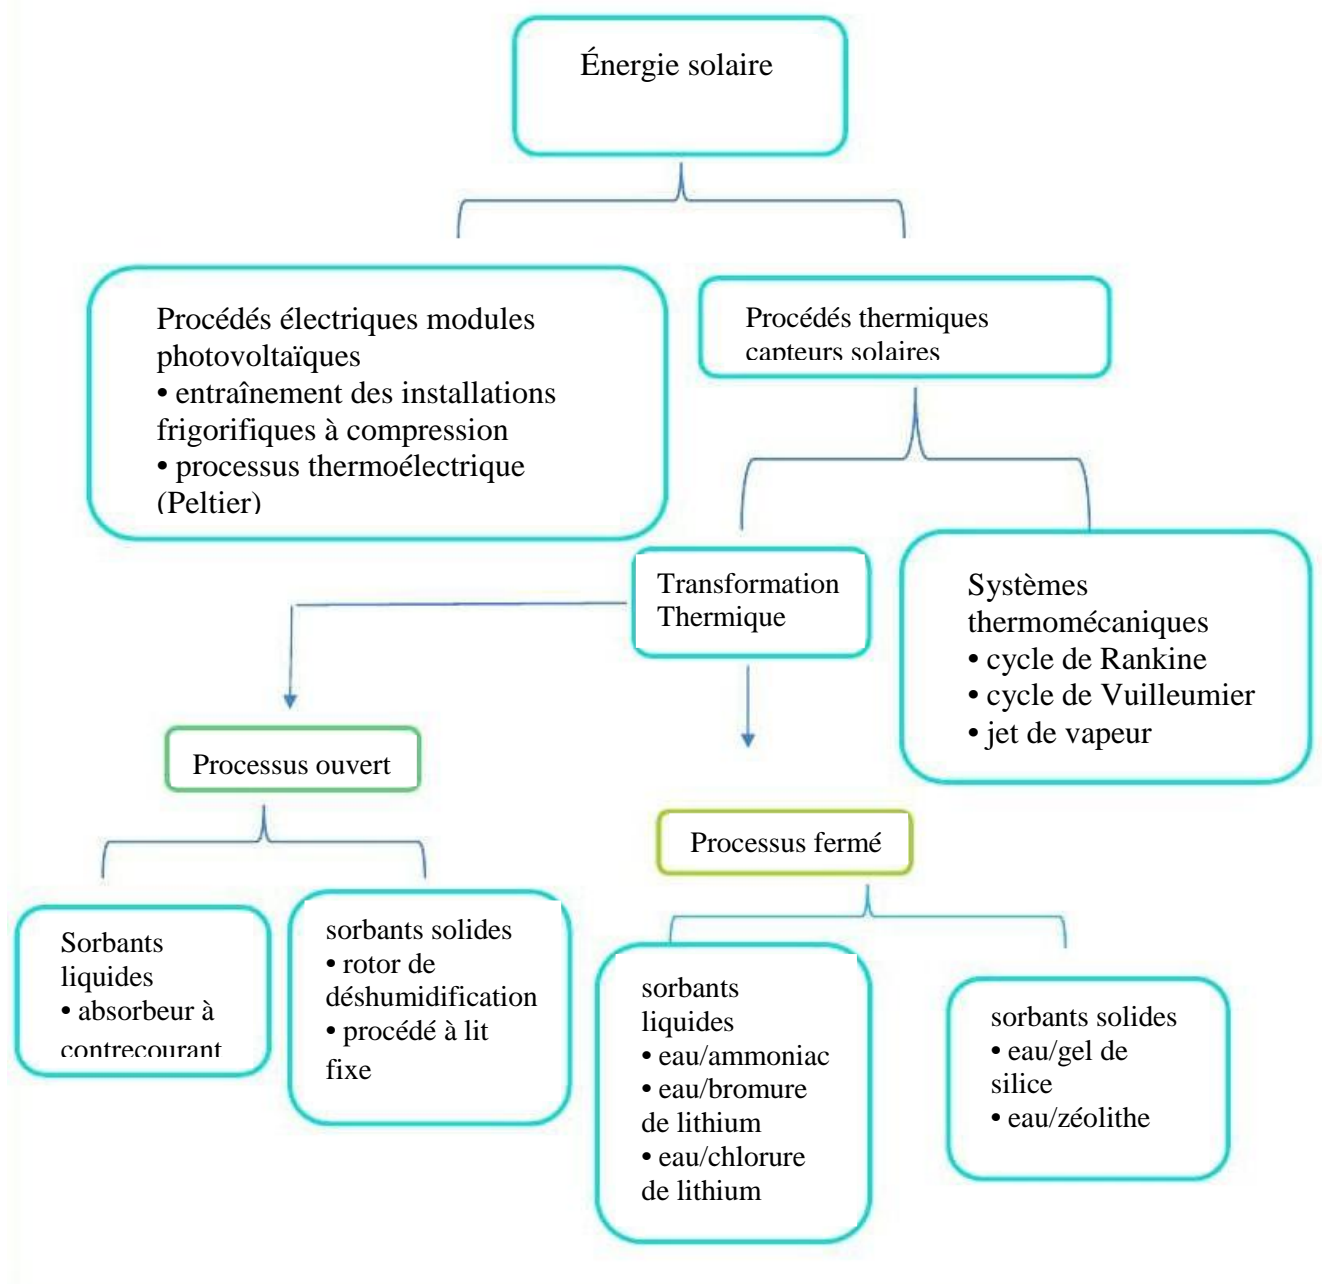 Énergie solaire
Procédés électriques modules
photovoltaïques
• entraînement des installations
frigorifiques à compression
• processus thermoélectrique
(Peltier)
Procédés thermiques
capteurs solaires
Transformation
Thermique
Systèmes
thermomécaniques
• cycle de Rankine
• cycle de Vuilleumier
• jet de vapeur
Processus ouvert
Processus fermé
Sorbants
liquides
• absorbeur à
contrecourant
sorbants solides
• rotor de
déshumidification
• procédé à lit
fixe
sorbants
liquides
• eau/ammoniac
• eau/bromure
de lithium
• eau/chlorure
de lithium
sorbants solides
• eau/gel de
silice
• eau/zéolithe